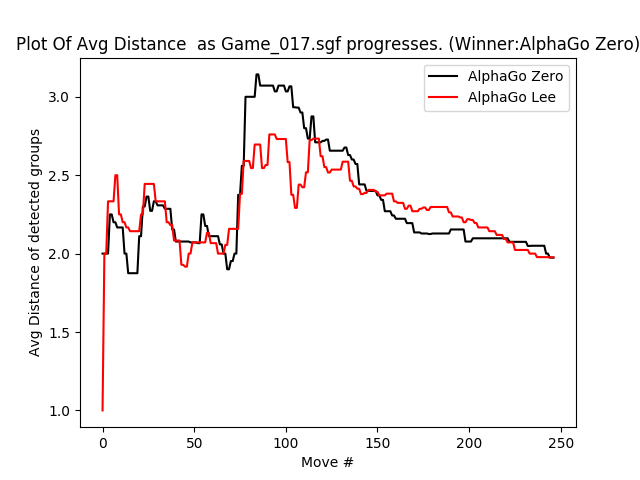 Plot Of Avg Distance  as Game_017.sgf progresses. (Winner:AlphaGo Zero)
AlphaGo Zero
AlphaGo Lee
Avg Distance of detected groups
3.0
2.5
2.0
1.5
1.0
0 50 100 150 200 250
Move #